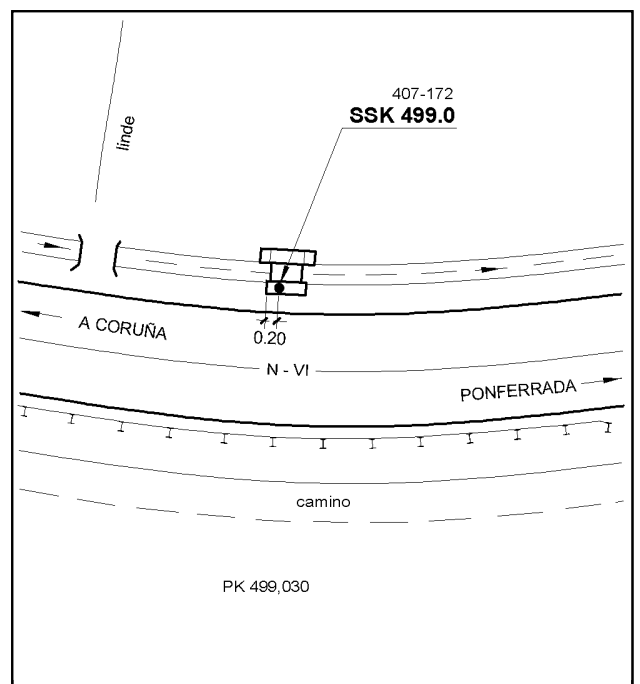 407-172
SSK 499.0
linde
A CORUÑA
0.20
N - VI
PONFERRADA
camino
PK 499,030